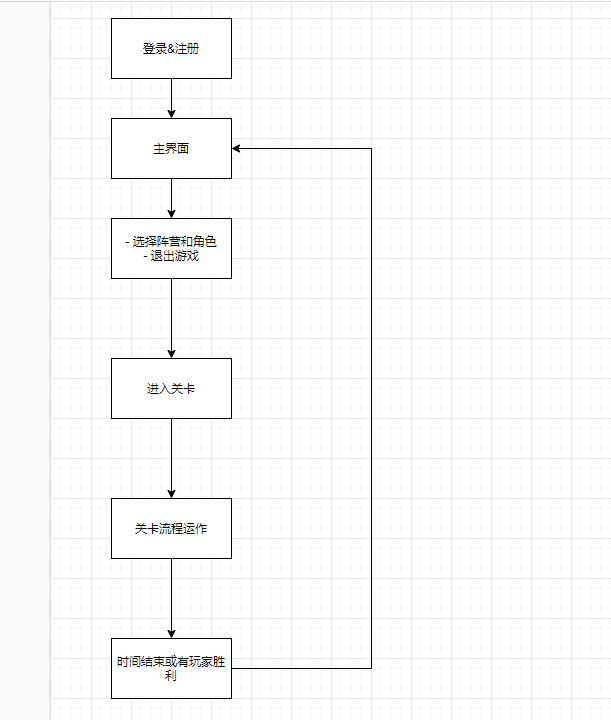 登录&注册
主界面
- 选择阵营和角色
- 退出游戏
进入关卡
关卡流程运作
时间结束或有玩家胜
利